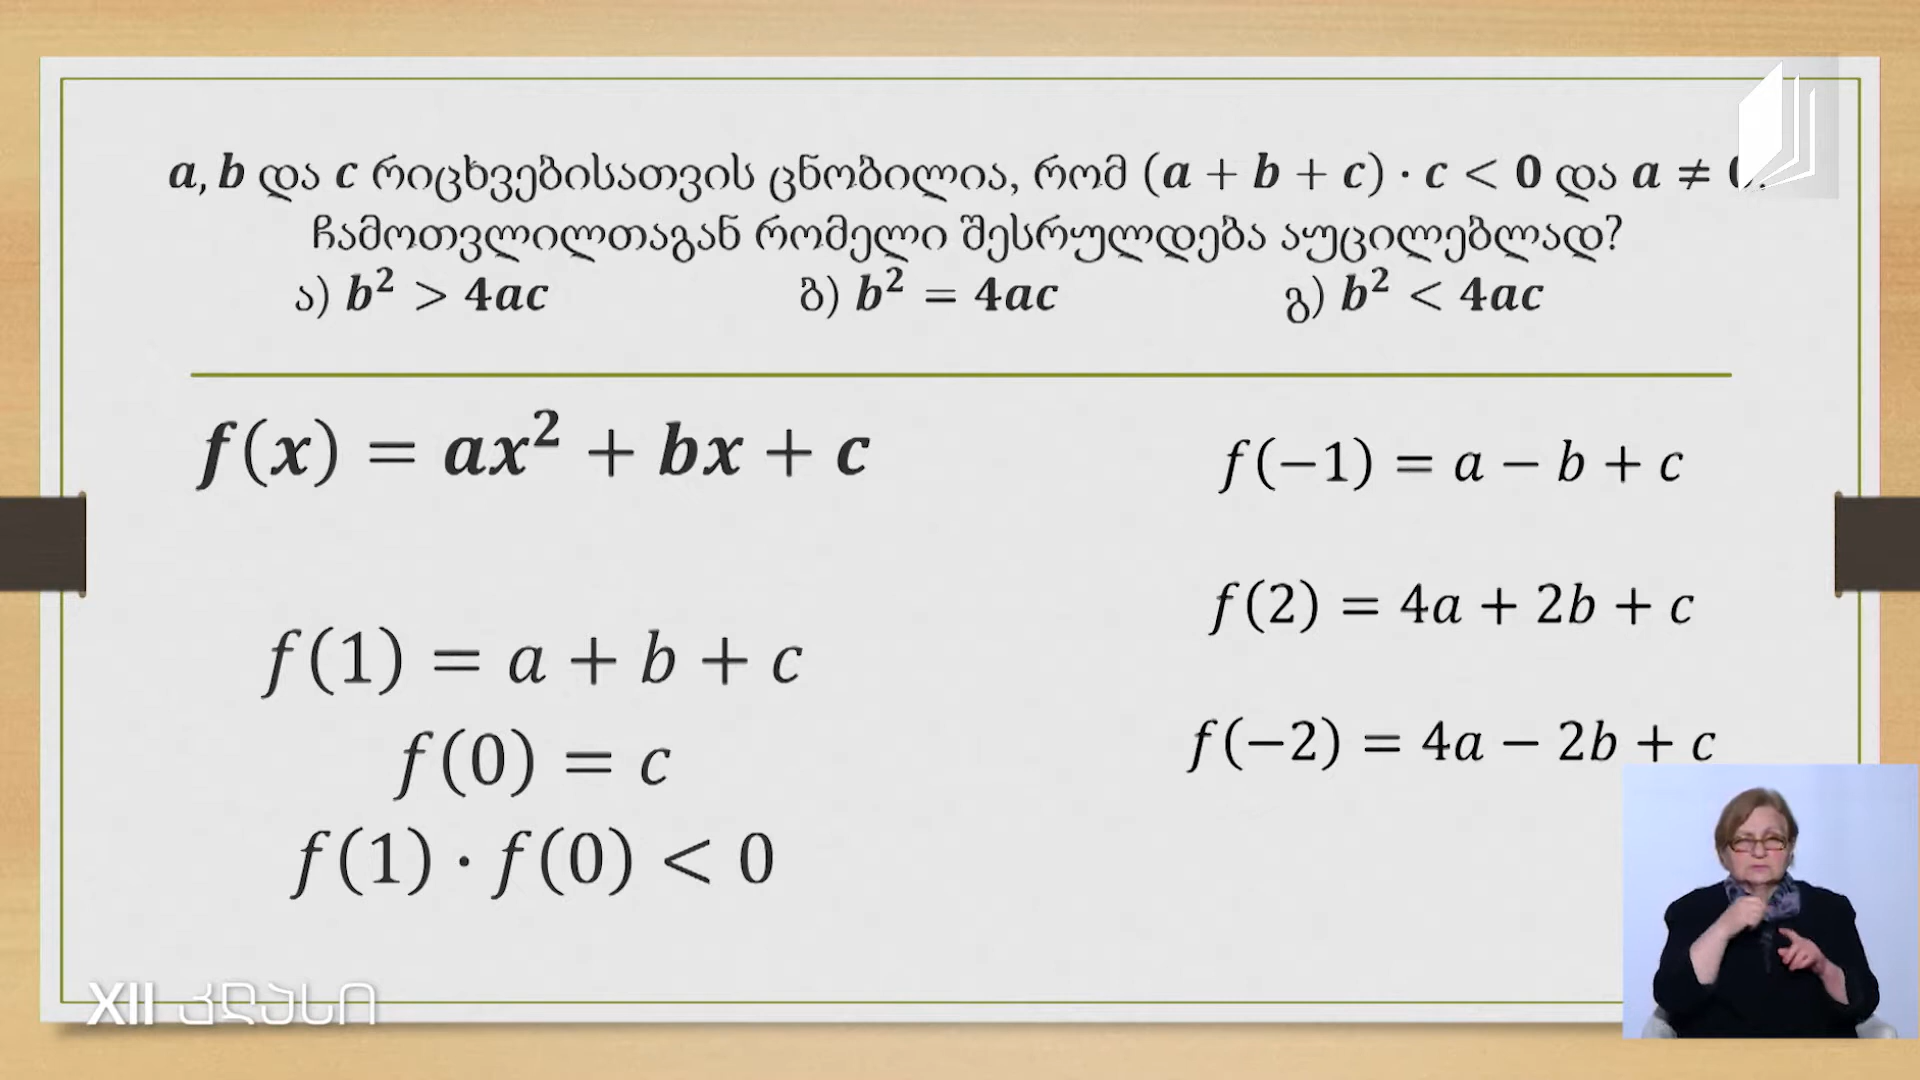 a, b და c რიცხვებისათვის ცნობილია, რომ (a + b + c) · c < 0 და a ≠ 0.
ჩამოთვლილთაგან რომელი შესრულდება აუცილებლად?
ა) b² > 4ac ბ) b² = 4ac გ) b² < 4ac
f(x) = ax² + bx + c
f(1) = a + b + c
f(0) = c
f(1) · f(0) < 0
f(−1) = a − b + c
f(2) = 4a + 2b + c
f(−2) = 4a − 2b + c
XII კლასი